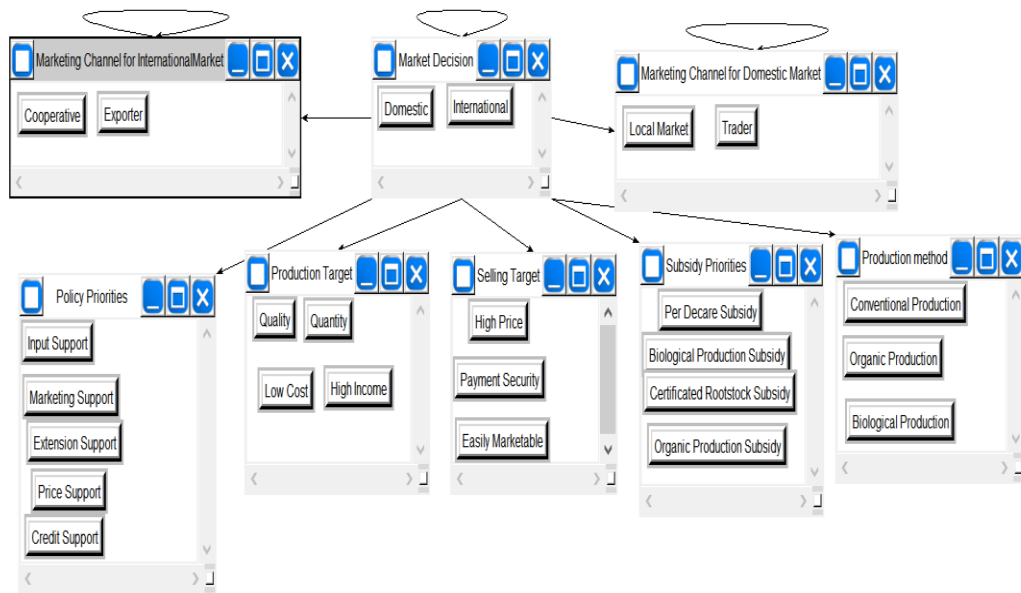 Marketing Channel for InternationalMarket
Cooperative
Exporter
Market Decision
Domestic
International
Marketing Channel for Domestic Market
Local Market
Trader
Policy Priorities
Input Support
Marketing Support
Extension Support
Price Support
Credit Support
Production Target
Quality
Quantity
Low Cost
High Income
Selling Target
High Price
Payment Security
Easily Marketable
Subsidy Priorities
Per Decare Subsidy
Biological Production Subsidy
Certificated Rootstock Subsidy
Organic Production Subsidy
Production method
Conventional Production
Organic Production
Biological Production